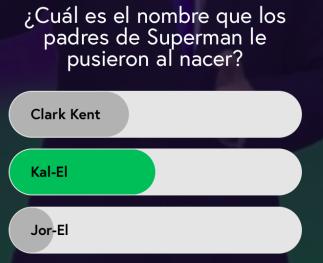 ¿Cuál es el nombre que los
padres de Superman le
pusieron al nacer?
Clark Kent
Kal-El
Jor-El